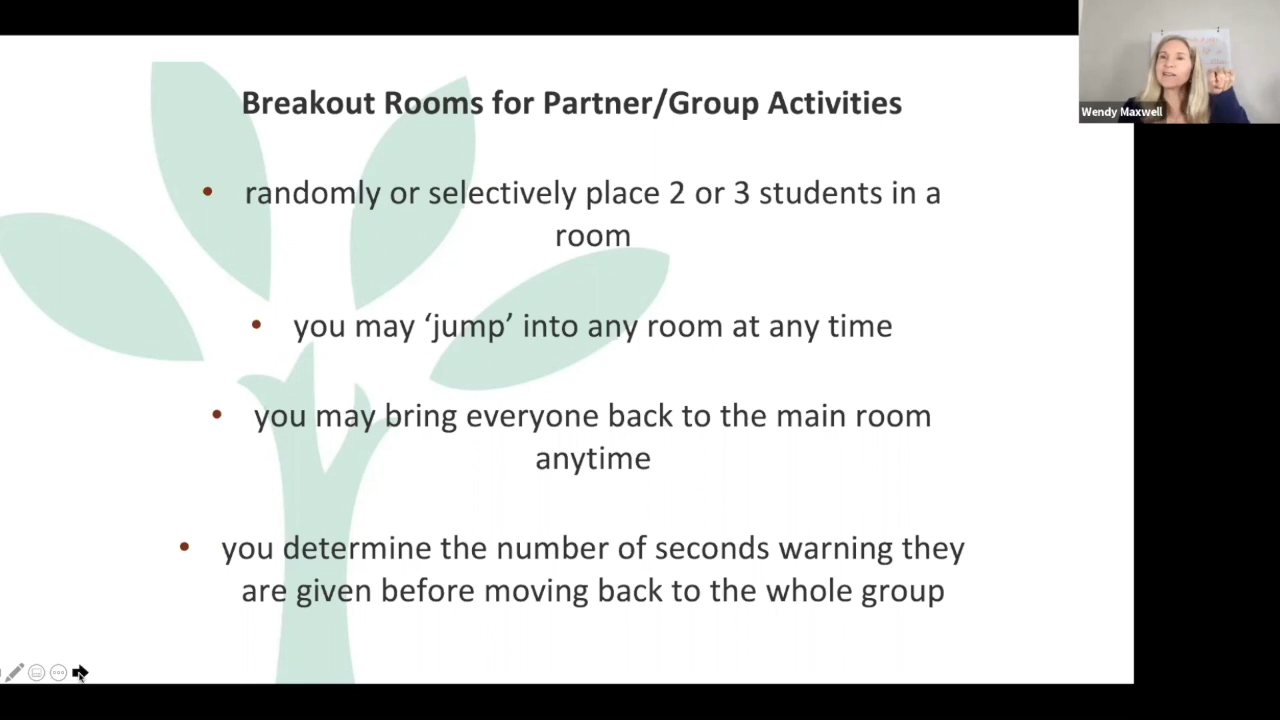 Breakout Rooms for Partner/Group Activities
• randomly or selectively place 2 or 3 students in a
room
• you may ‘jump’ into any room at any time
• you may bring everyone back to the main room
anytime
• you determine the number of seconds warning they
are given before moving back to the whole group
Wendy Maxwell